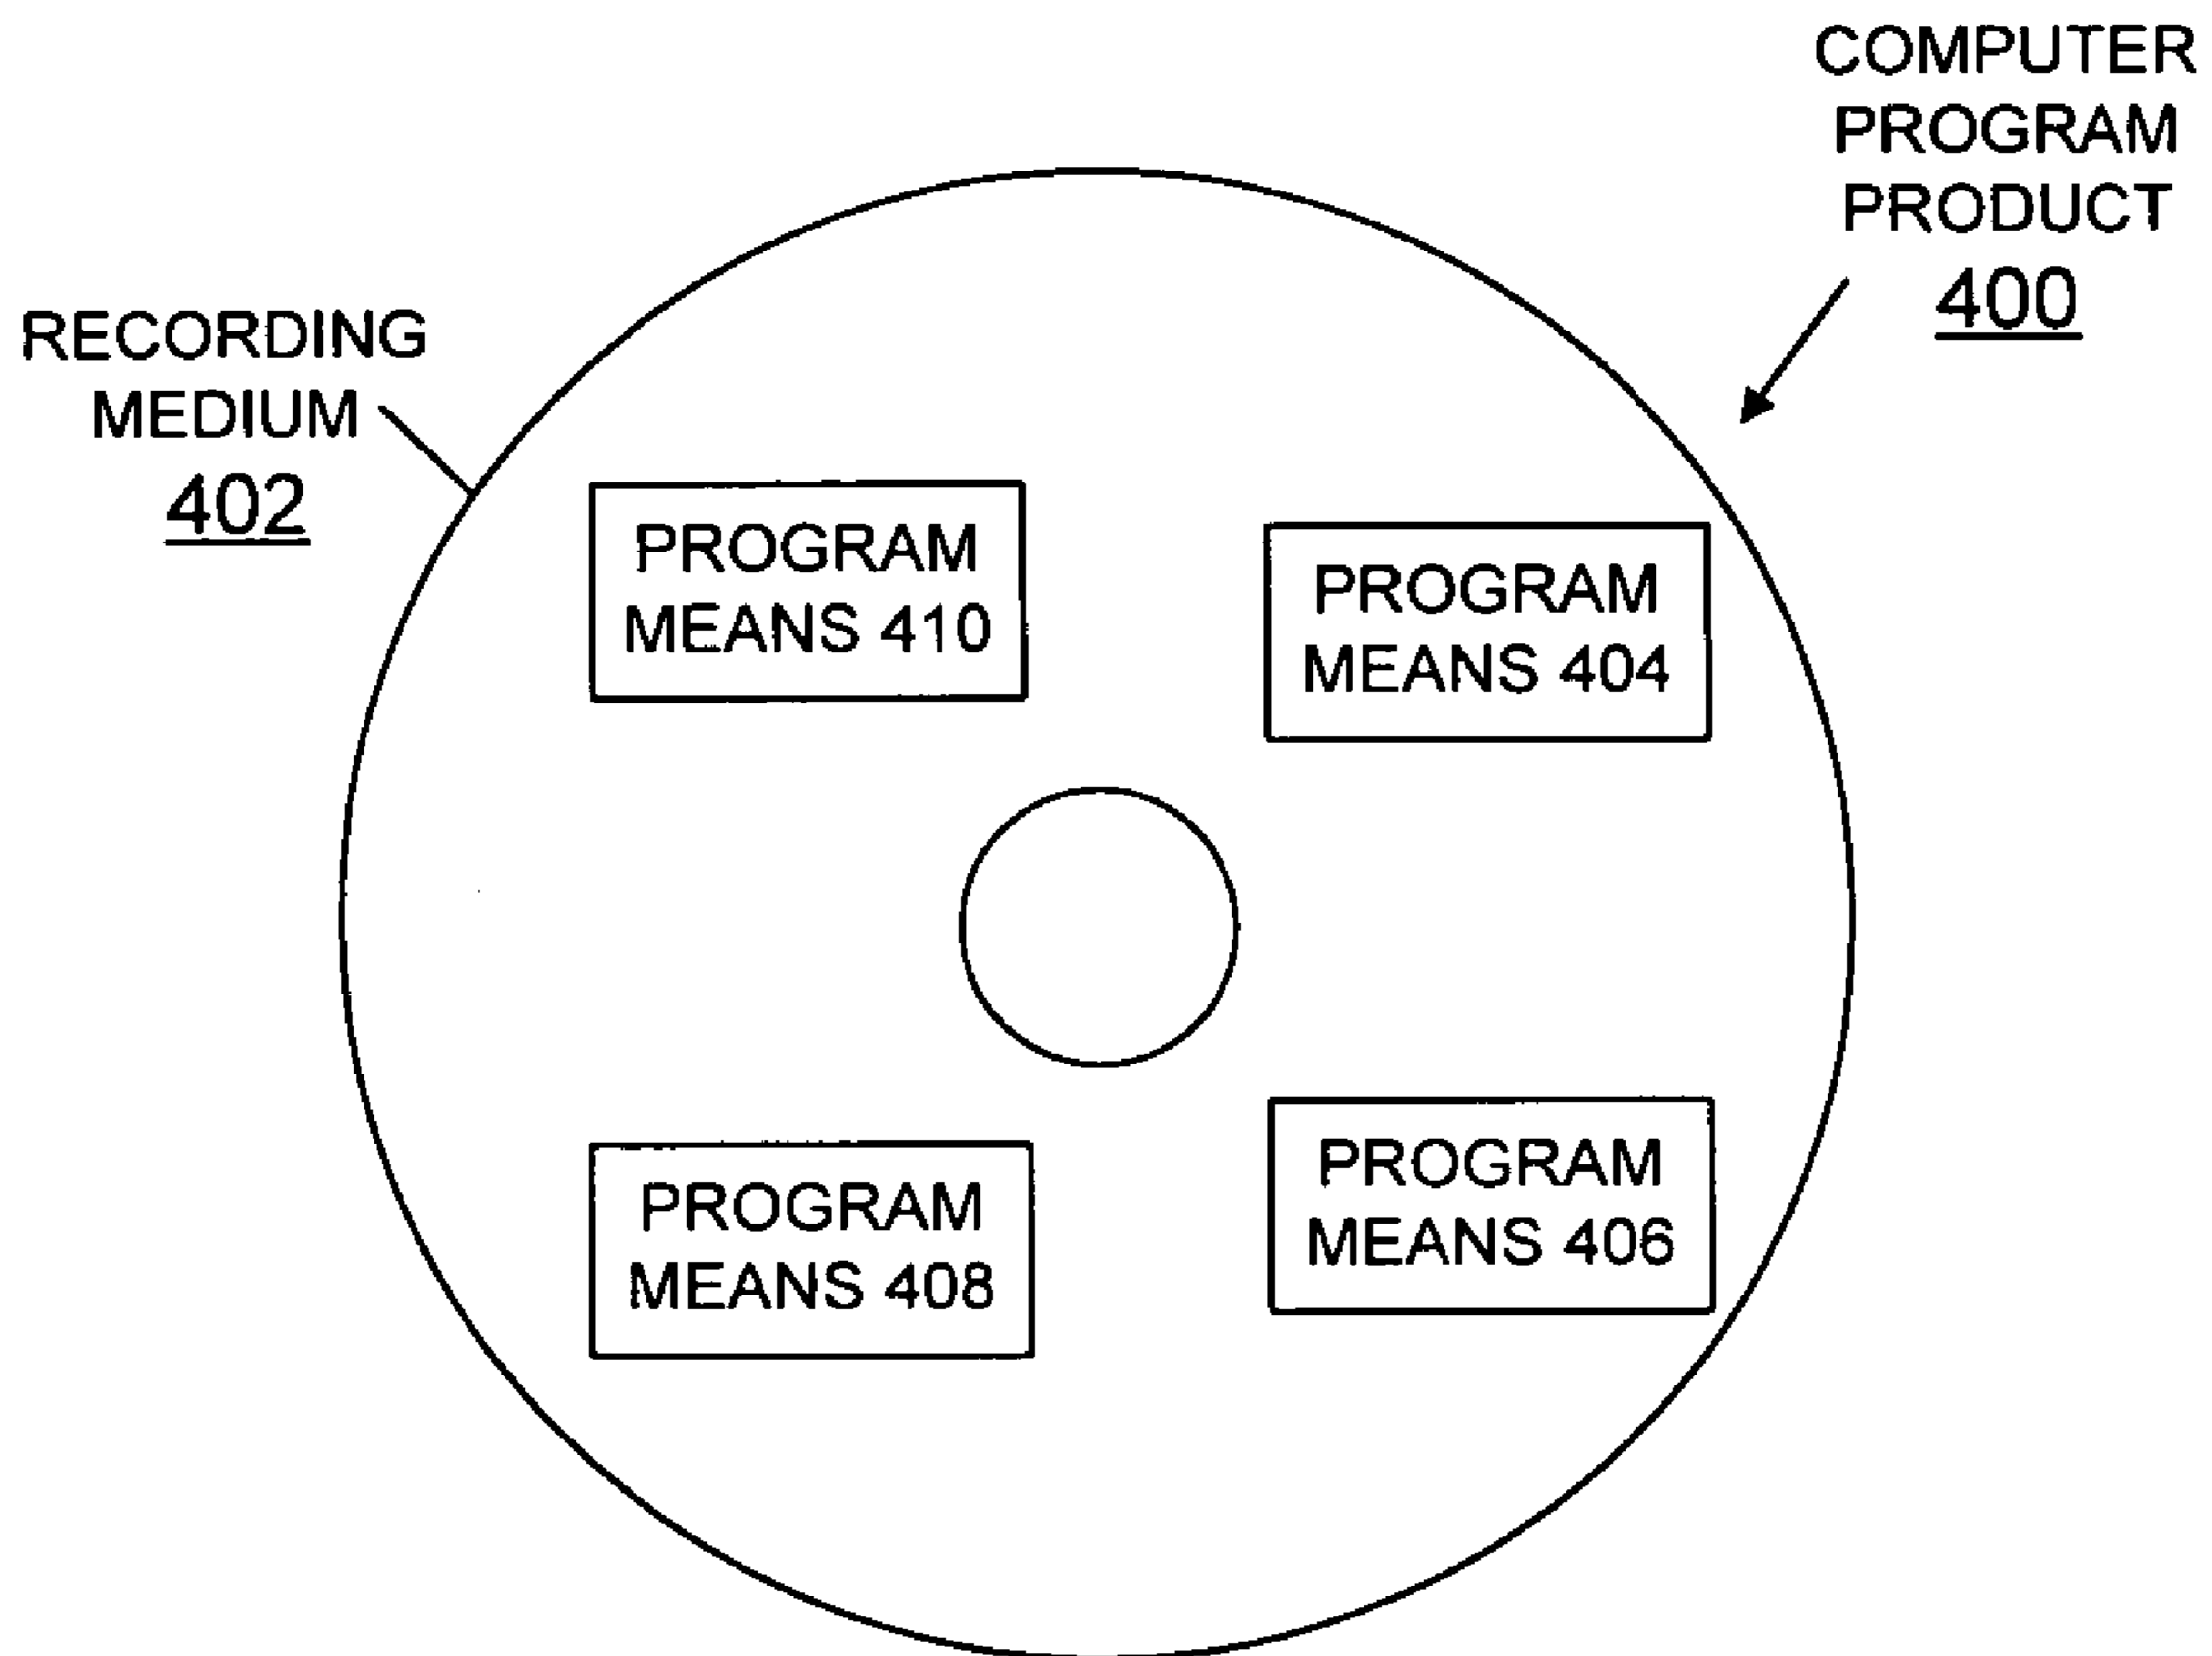 COMPUTER
PROGRAM
PRODUCT
400
RECORDING
MEDIUM
402
PROGRAM
MEANS 410
PROGRAM
MEANS 404
PROGRAM
MEANS 408
PROGRAM
MEANS 406